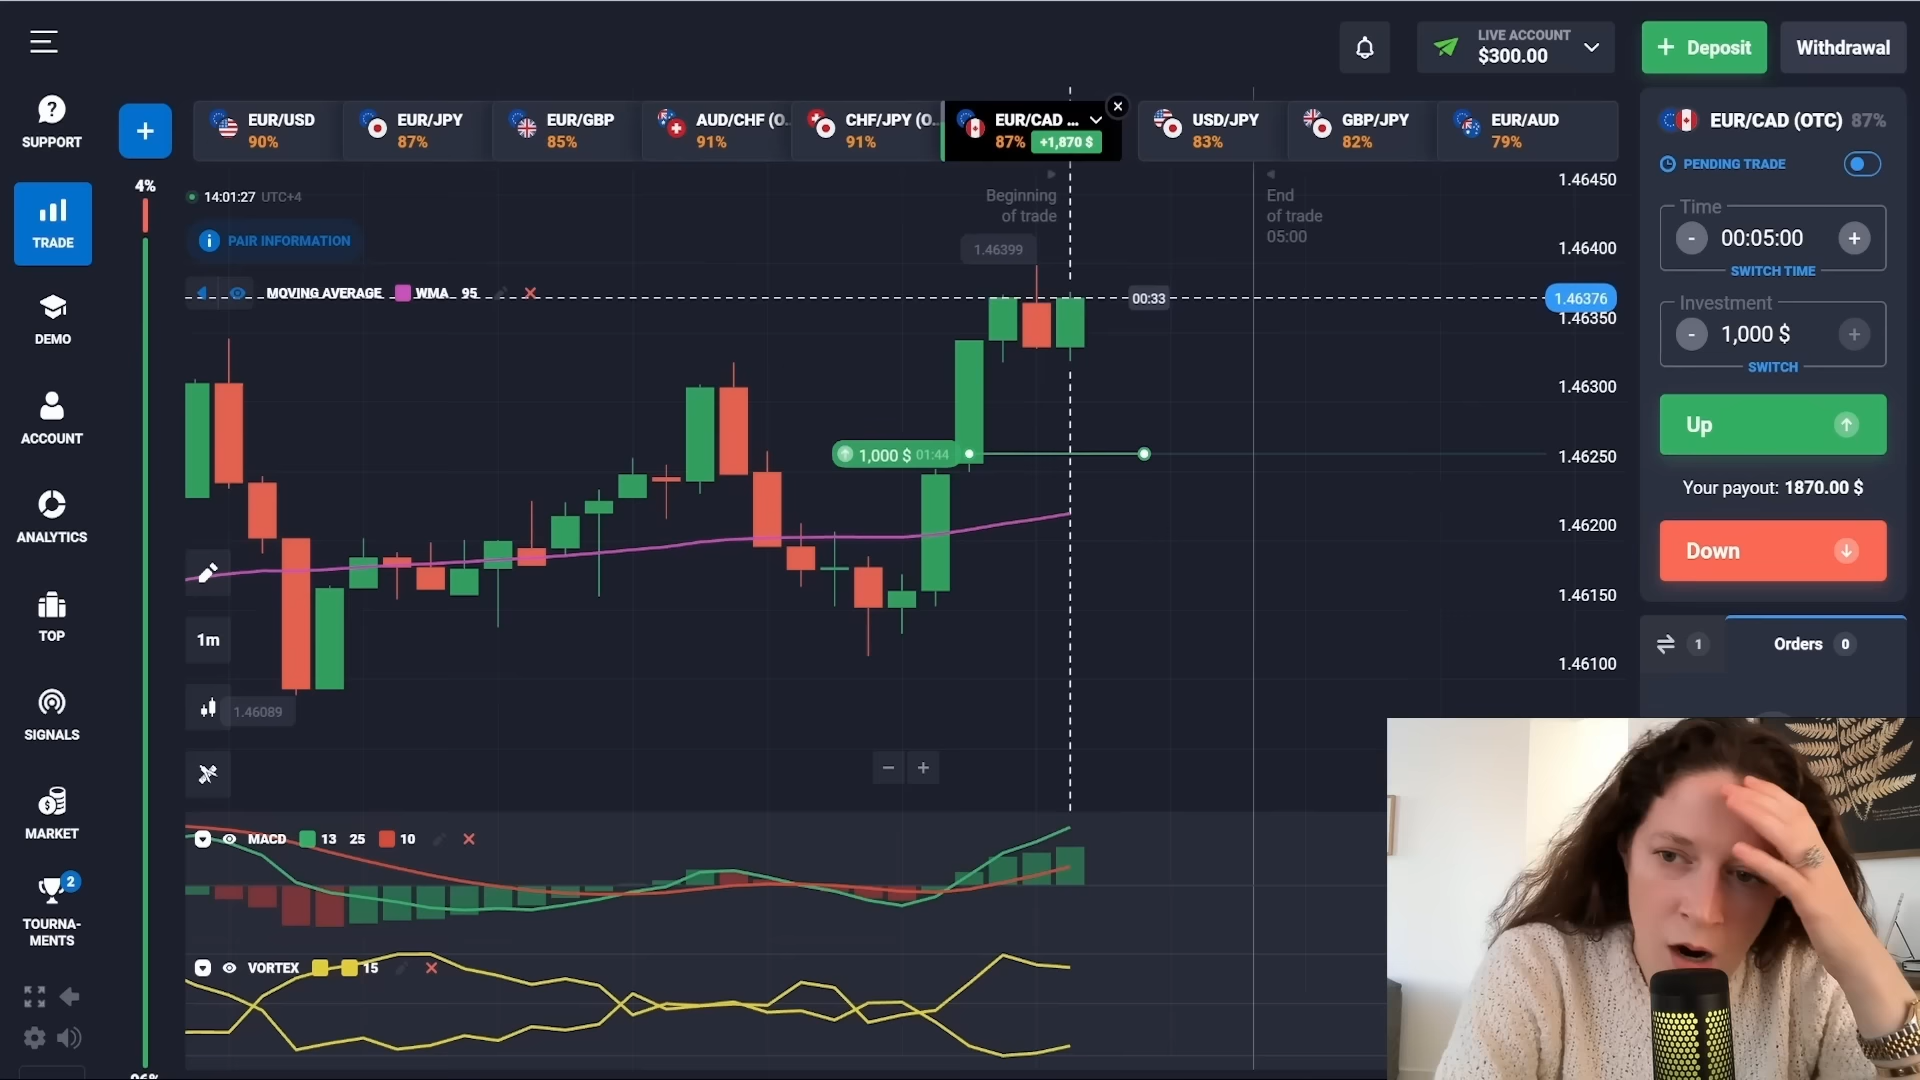 LIVE ACCOUNT
$300.00
+ Deposit
Withdrawal
SUPPORT
TRADE
DEMO
ACCOUNT
ANALYTICS
TOP
SIGNALS
MARKET
2
TOURNA-
MENTS
+
EUR/USD
90%
EUR/JPY
87%
EUR/GBP
85%
AUD/CHF (O...
91%
CHF/JPY (O...
91%
EUR/CAD ...
87% +1,870 $
USD/JPY
83%
GBP/JPY
82%
EUR/AUD
79%
4%
14:01:27 UTC+4
PAIR INFORMATION
MOVING AVERAGE WMA 95
Beginning
of trade
End
of trade
05:00
1.46399
00:33
1,000 $ 01:44
1.46089
1m
1.46450
1.46400
1.46376
1.46350
1.46300
1.46250
1.46200
1.46150
1.46100
MACD 13 25 10
VORTEX 15
EUR/CAD (OTC) 87%
PENDING TRADE
Time
- 00:05:00 +
SWITCH TIME
Investment
- 1,000 $ +
SWITCH
Up
Your payout: 1870.00 $
Down
1
Orders 0